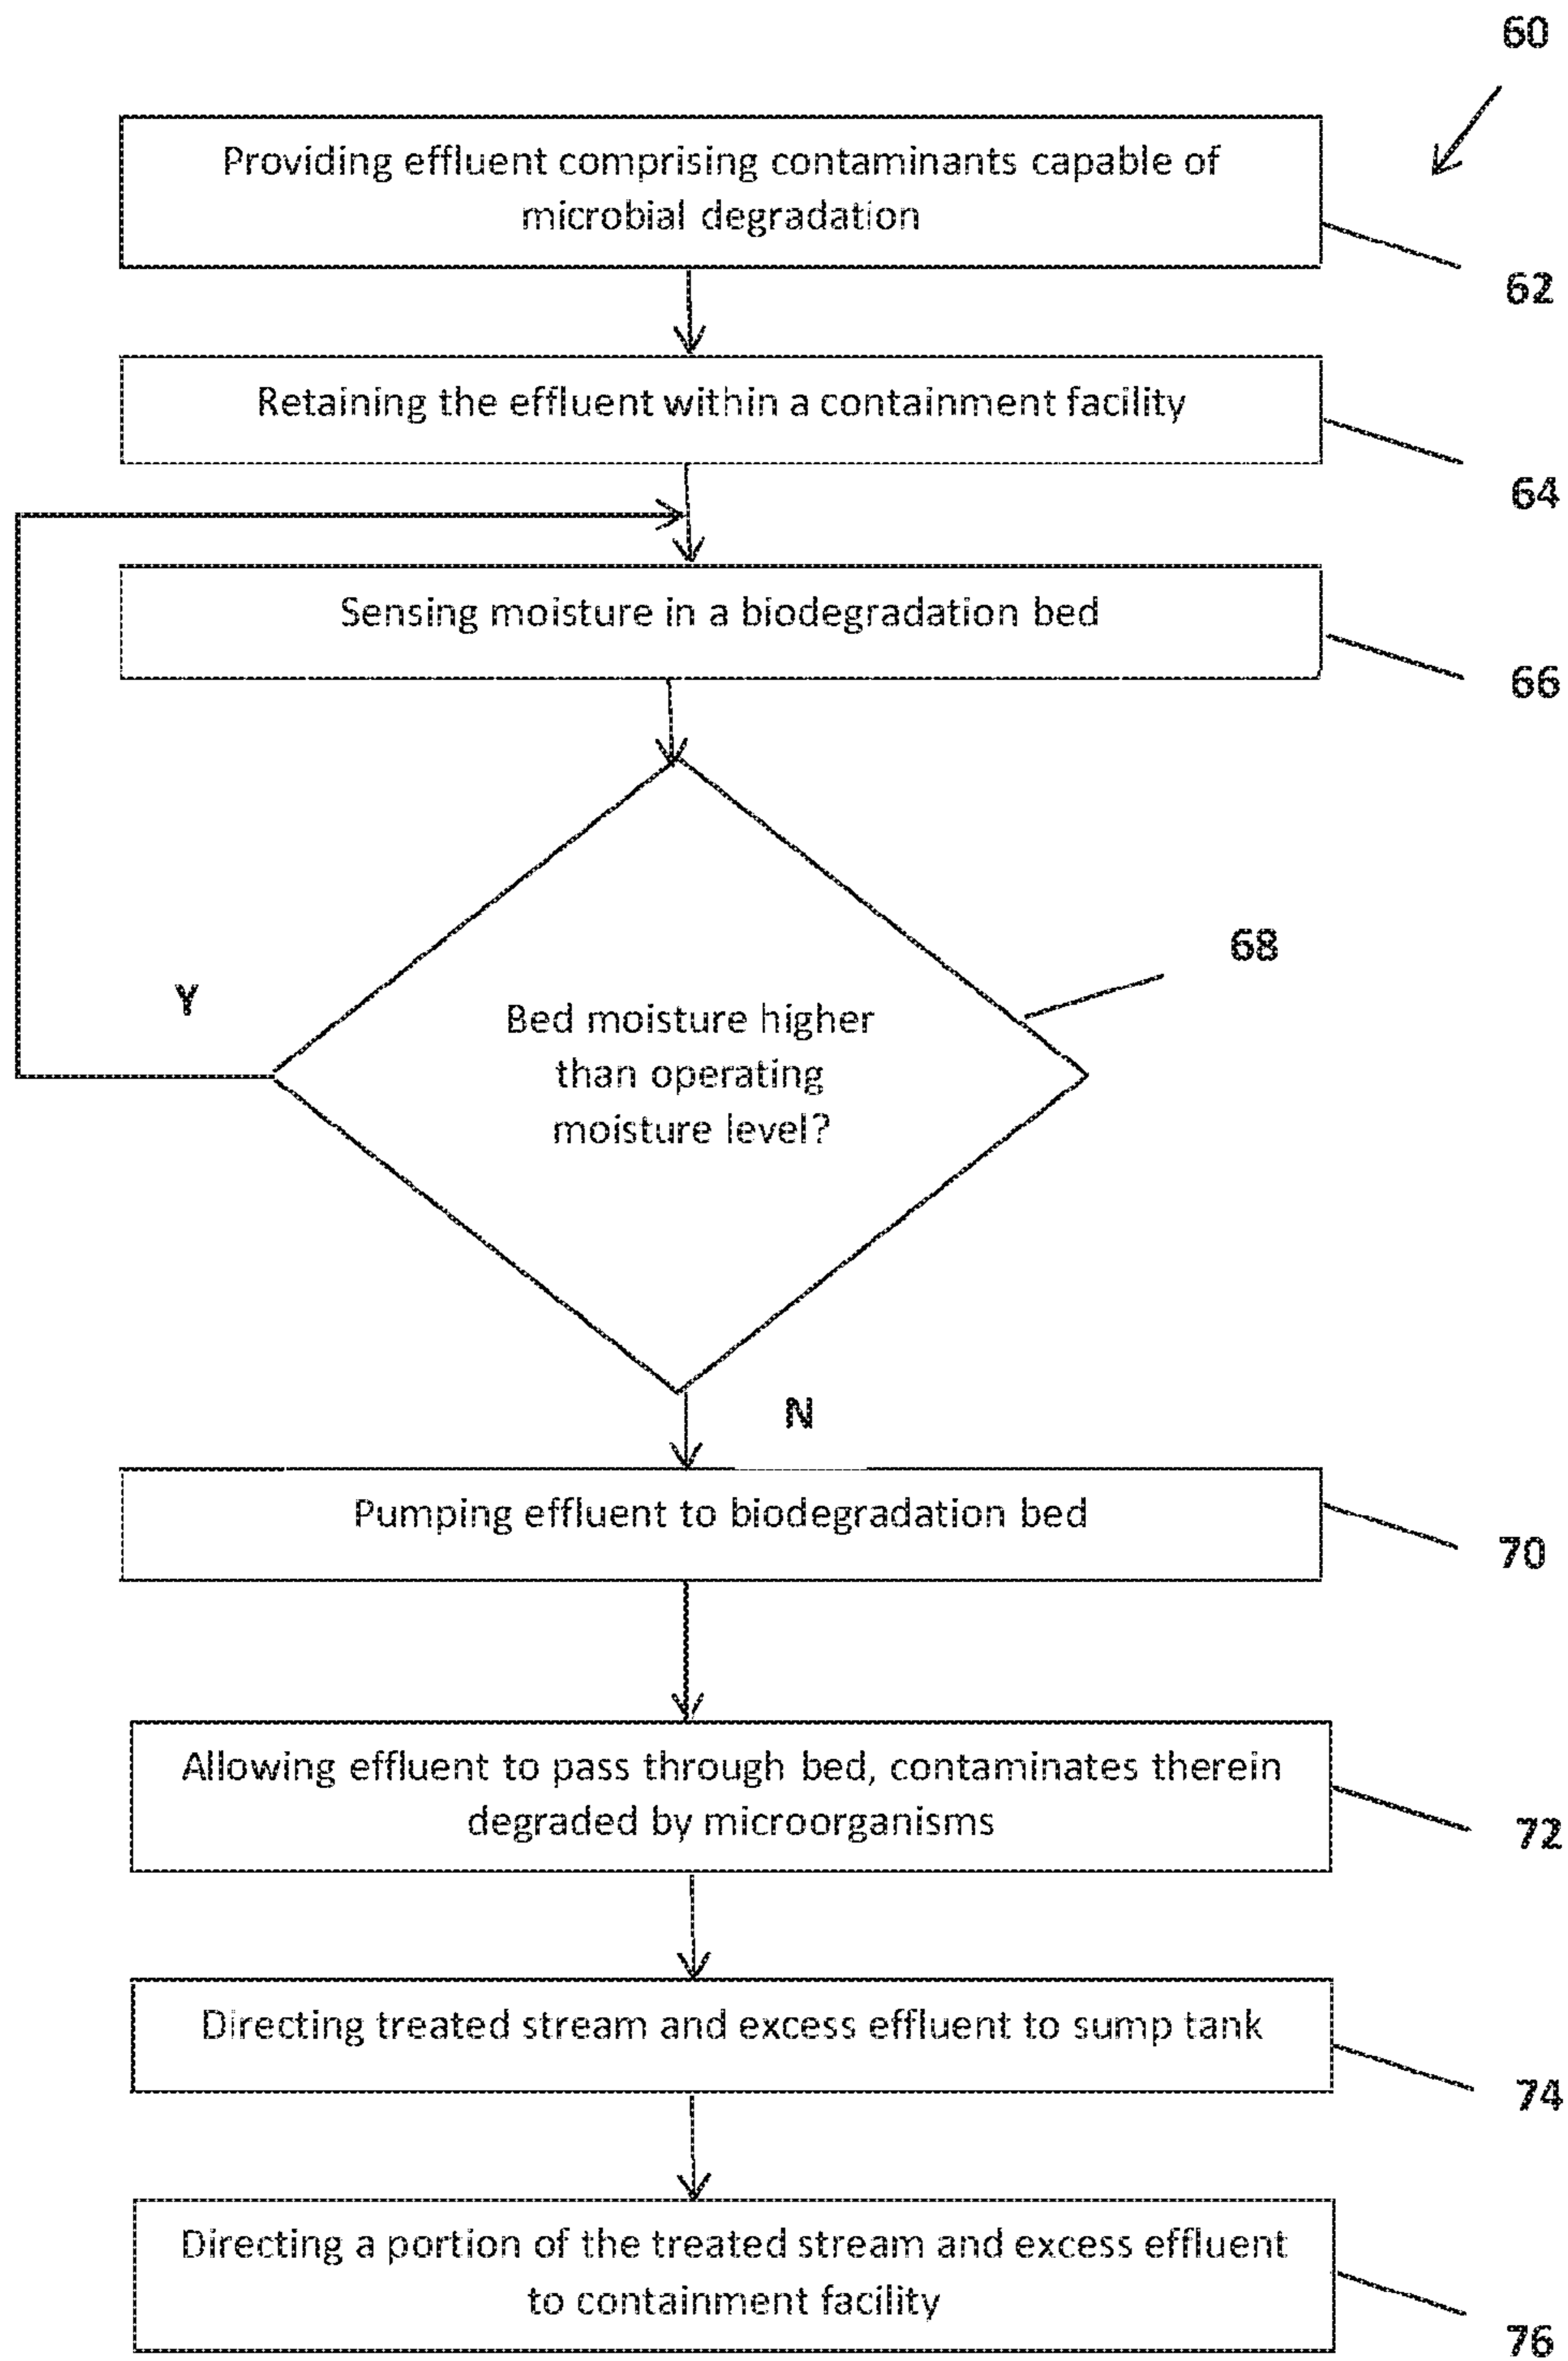 60
Providing effluent comprising contaminants capable of
microbial degradation
62
Retaining the effluent within a containment facility
64
Sensing moisture in a biodegradation bed
66
68
Y
Bed moisture higher
than operating
moisture level?
N
Pumping effluent to biodegradation bed
70
Allowing effluent to pass through bed, contaminates therein
degraded by microorganisms
72
Directing treated stream and excess effluent to sump tank
74
Directing a portion of the treated stream and excess effluent
to containment facility
76